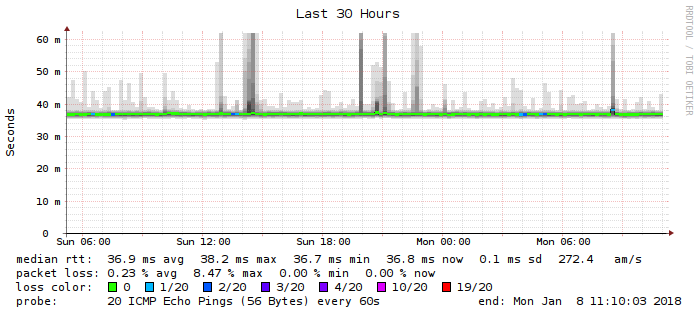 Last 30 Hours
RRDTOOL / TOBI OETIKER
Seconds
60 m
50 m
40 m
30 m
20 m
10 m
0
Sun 06:00 Sun 12:00 Sun 18:00 Mon 00:00 Mon 06:00
median rtt: 36.9 ms avg 38.2 ms max 36.7 ms min 36.8 ms now 0.1 ms sd 272.4 am/s
packet loss: 0.23 % avg 8.47 % max 0.00 % min 0.00 % now
loss color: 0 1/20 2/20 3/20 4/20 10/20 19/20
probe: 20 ICMP Echo Pings (56 Bytes) every 60s end: Mon Jan 8 11:10:03 2018